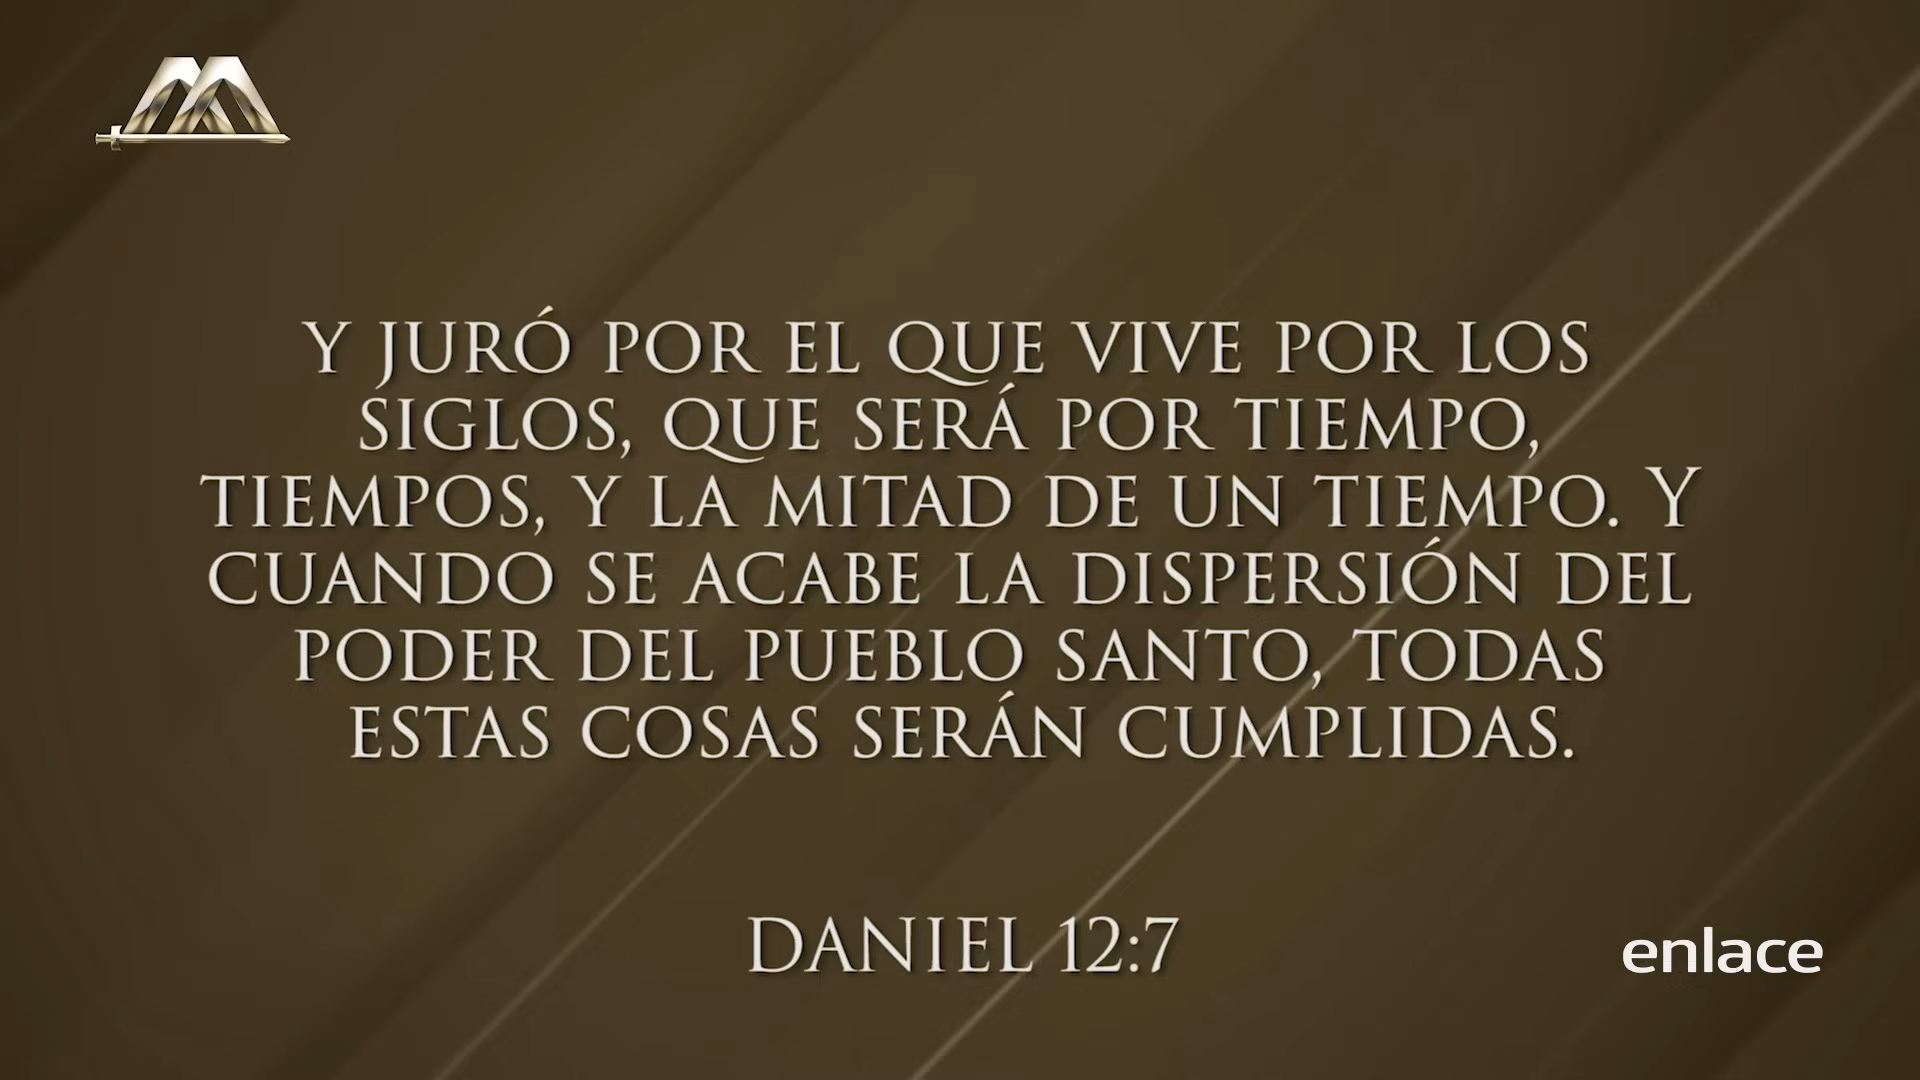 Y JURÓ POR EL QUE VIVE POR LOS
SIGLOS, QUE SERÁ POR TIEMPO,
TIEMPOS, Y LA MITAD DE UN TIEMPO. Y
CUANDO SE ACABE LA DISPERSIÓN DEL
PODER DEL PUEBLO SANTO, TODAS
ESTAS COSAS SERÁN CUMPLIDAS.
DANIEL 12:7
enlace